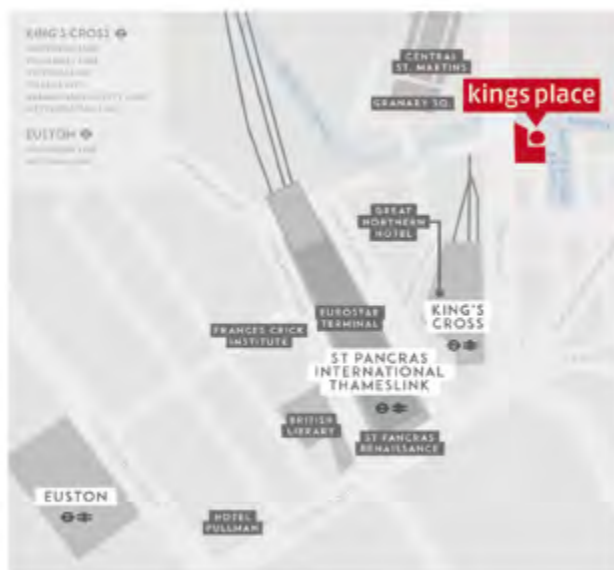 KING'S CROSS
EUSTON
CENTRAL
ST. MARTINS
GRANARY SQ.
kings place
GREAT
NORTHERN
HOTEL
KING'S
CROSS
EUROSTAR
TERMINAL
FRANCES CRICK
INSTITUTE
ST PANCRAS
INTERNATIONAL
THAMESLINK
BRITISH
LIBRARY
ST PANCRAS
RENAISSANCE
EUSTON
HOTEL
PULLMAN